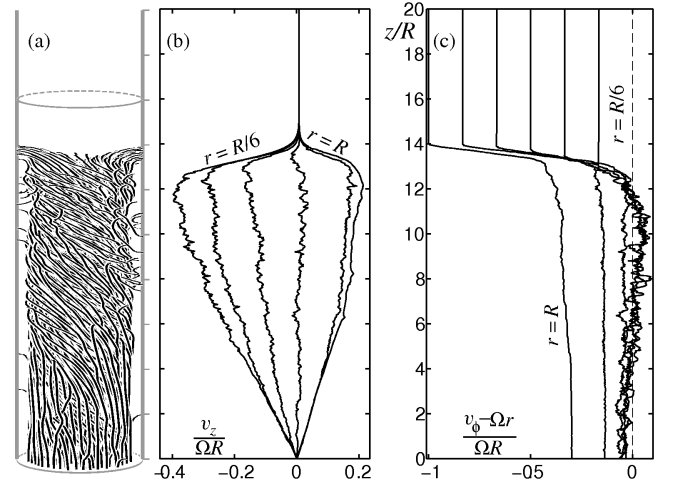 (a)
(b)
r = R/6
r = R
v_z
ΩR
-0.4
-0.2
0
0.2
z/R
(c)
20
18
16
14
12
10
8
6
4
2
0
r = R/6
r = R
v_ϕ–Ωr
ΩR
-1
-0.5
0